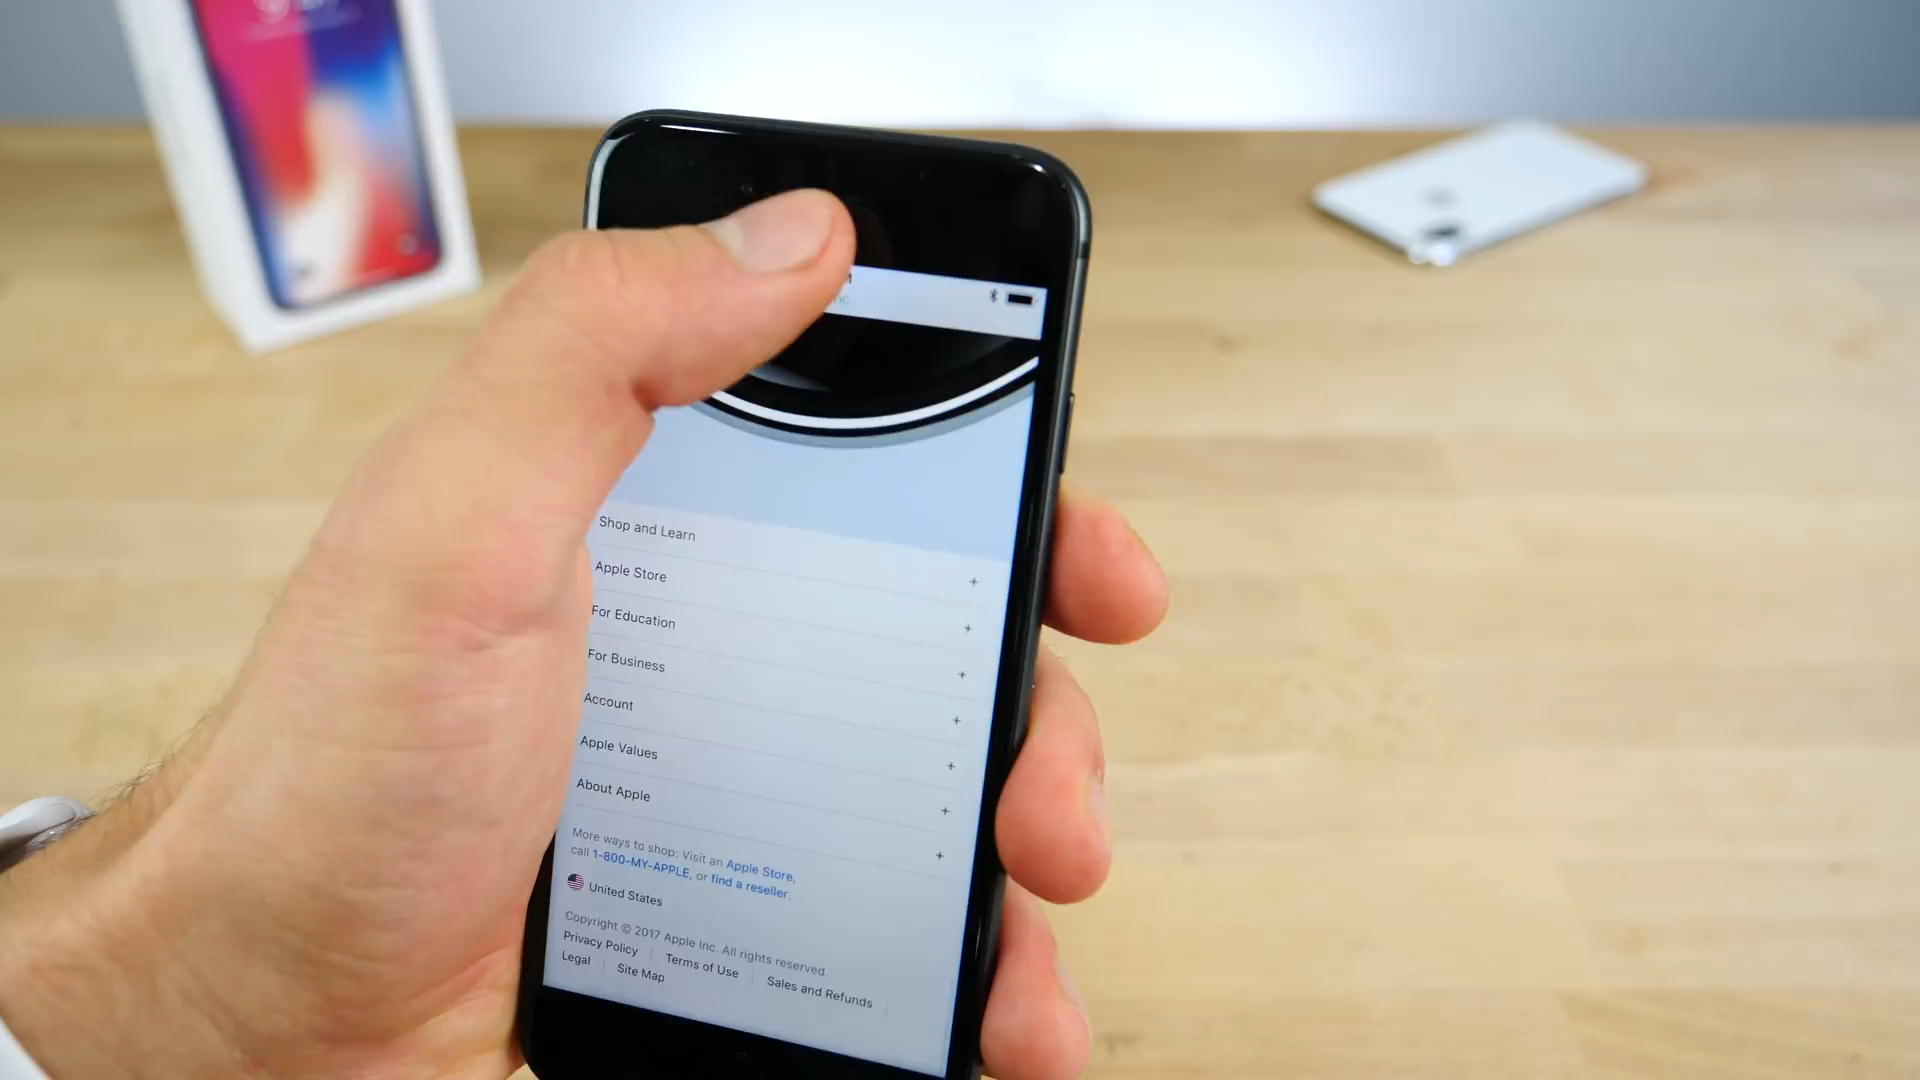 Shop and Learn
Apple Store
+
For Education
+
For Business
+
Account
+
Apple Values
+
About Apple
+
+
More ways to shop: Visit an Apple Store,
call 1-800-MY-APPLE, or find a reseller.
United States
Copyright © 2017 Apple Inc. All rights reserved.
Privacy Policy | Terms of Use | Sales and Refunds |
Legal | Site Map